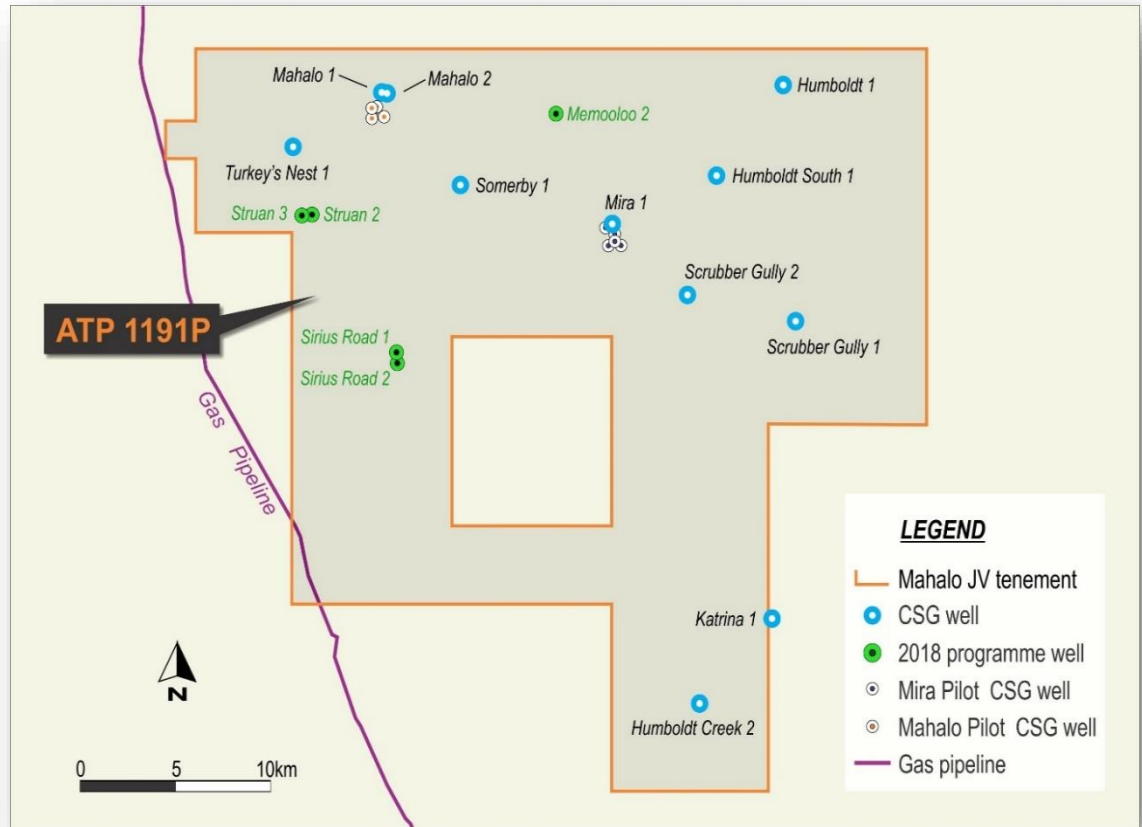 Mahalo 1
Mahalo 2
Humboldt 1
Memooloo 2
Turkey's Nest 1
Somerby 1
Humboldt South 1
Struan 3
Struan 2
Mira 1
Scrubber Gully 2
ATP 1191P
Sirius Road 1
Scrubber Gully 1
Sirius Road 2
Gas Pipeline
LEGEND
Mahalo JV tenement
CSG well
2018 programme well
Mira Pilot CSG well
Mahalo Pilot CSG well
Gas pipeline
Katrina 1
Humboldt Creek 2
N
0 5 10km